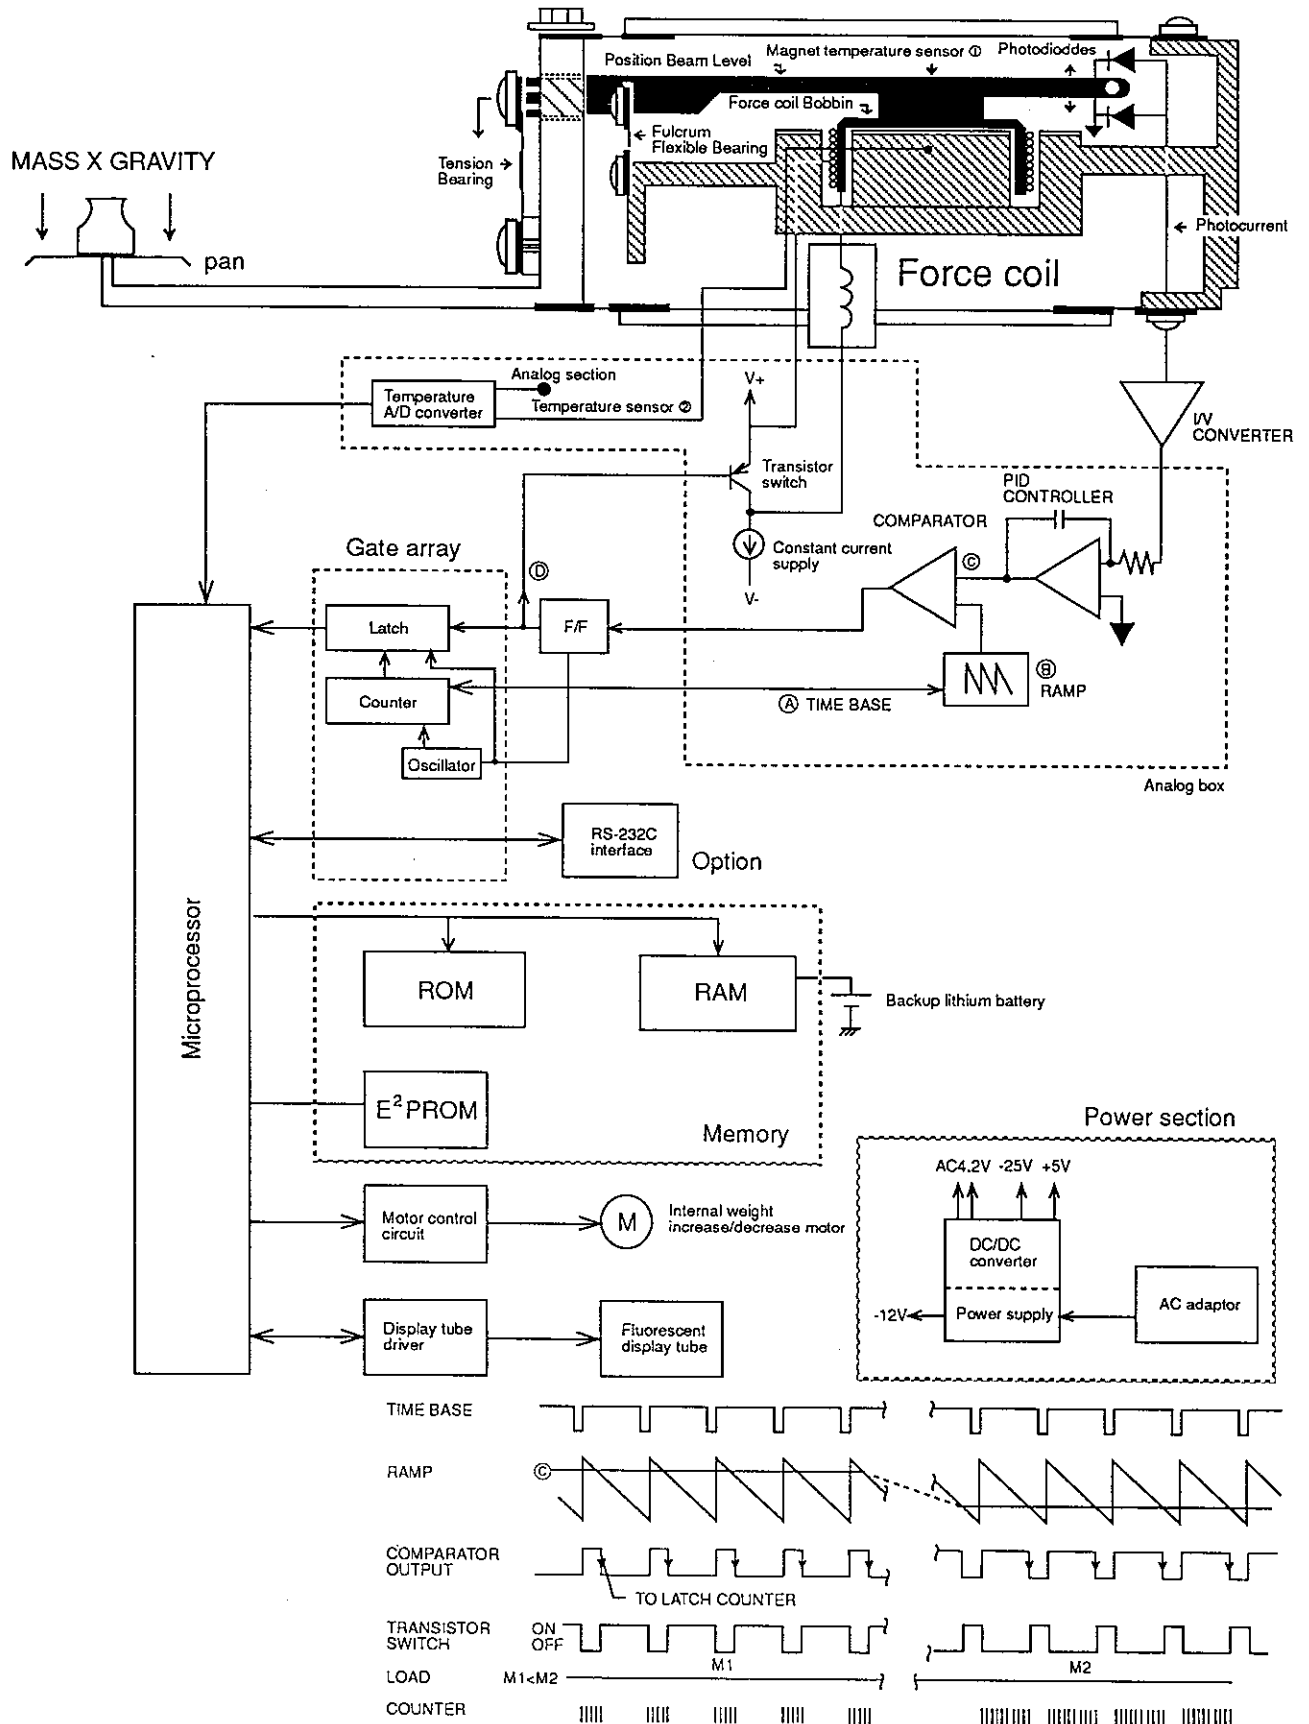 Position Beam Level
Magnet temperature sensor ①
Photodioddes
Force coil Bobbin
Fulcrum
Flexible Bearing
Tension
Bearing
MASS X GRAVITY
pan
Photocurrent
Force coil
Analog section
Temperature
A/D converter
Temperature sensor ②
V+
Transistor
switch
I/V
CONVERTER
PID
CONTROLLER
COMPARATOR
Gate array
Ⓓ
Constant current
supply
Ⓒ
V-
Latch
F/F
Counter
Ⓐ TIME BASE
Ⓑ
RAMP
Oscillator
Analog box
RS-232C
interface
Option
Microprocessor
ROM
RAM
Backup lithium battery
E² PROM
Memory
Power section
AC4.2V -25V +5V
Motor control
circuit
M
Internal weight
increase/decrease motor
DC/DC
converter
-12V
Power supply
AC adaptor
Display tube
driver
Fluorescent
display tube
TIME BASE
RAMP Ⓒ
COMPARATOR
OUTPUT
TO LATCH COUNTER
TRANSISTOR ON
SWITCH OFF
M1
M2
LOAD M1<M2
COUNTER